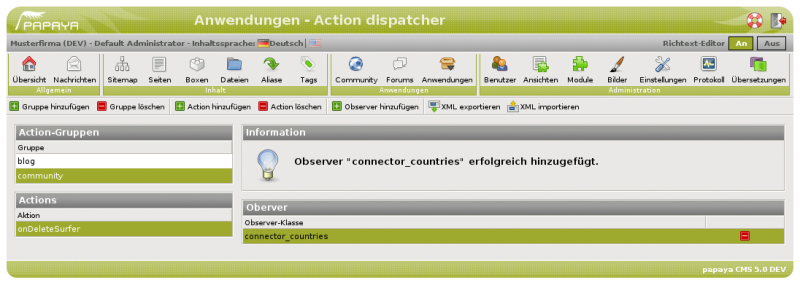 PAPAYA
Anwendungen - Action dispatcher
Musterfirma (DEV) - Default Administrator - Inhaltssprache: Deutsch
Richtext-Editor An Aus
Übersicht Nachrichten Sitemap Seiten Boxen Dateien Aliase Tags Community Forums Anwendungen Benutzer Ansichten Module Bilder Einstellungen Protokoll Übersetzungen
Allgemein Inhalt Anwendungen Administration
Gruppe hinzufügen Gruppe löschen Action hinzufügen Action löschen Observer hinzufügen XML exportieren XML importieren
Action-Gruppen
Gruppe
blog
community
Actions
Aktion
onDeleteSurfer
Information
Observer "connector_countries" erfolgreich hinzugefügt.
Oberver
Observer-Klasse
connector_countries
papaya CMS 5.0 DEV